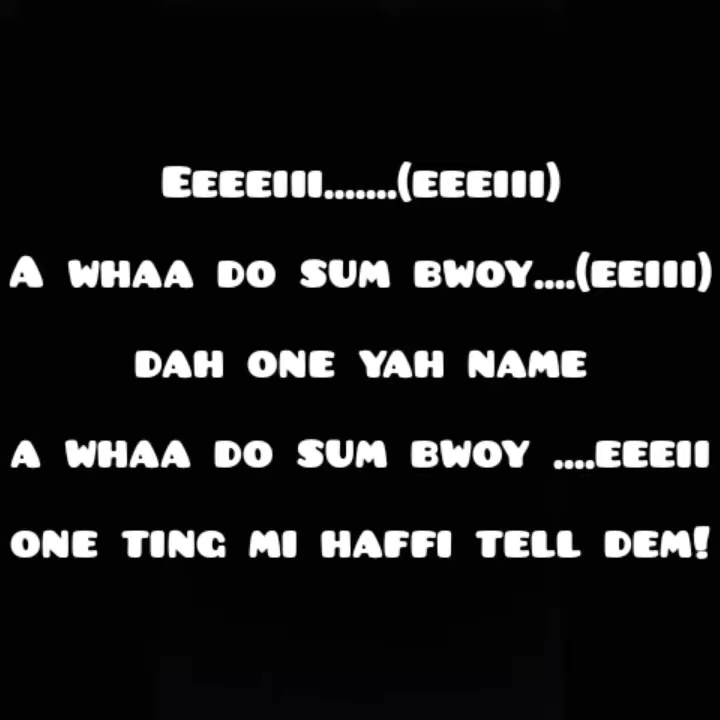 Eeeeiii.......(eeeiii)
A whaa do sum bwoy....(eeiii)
dah one yah name
a whaa do sum bwoy ....eeeii
one ting mi haffi tell dem!